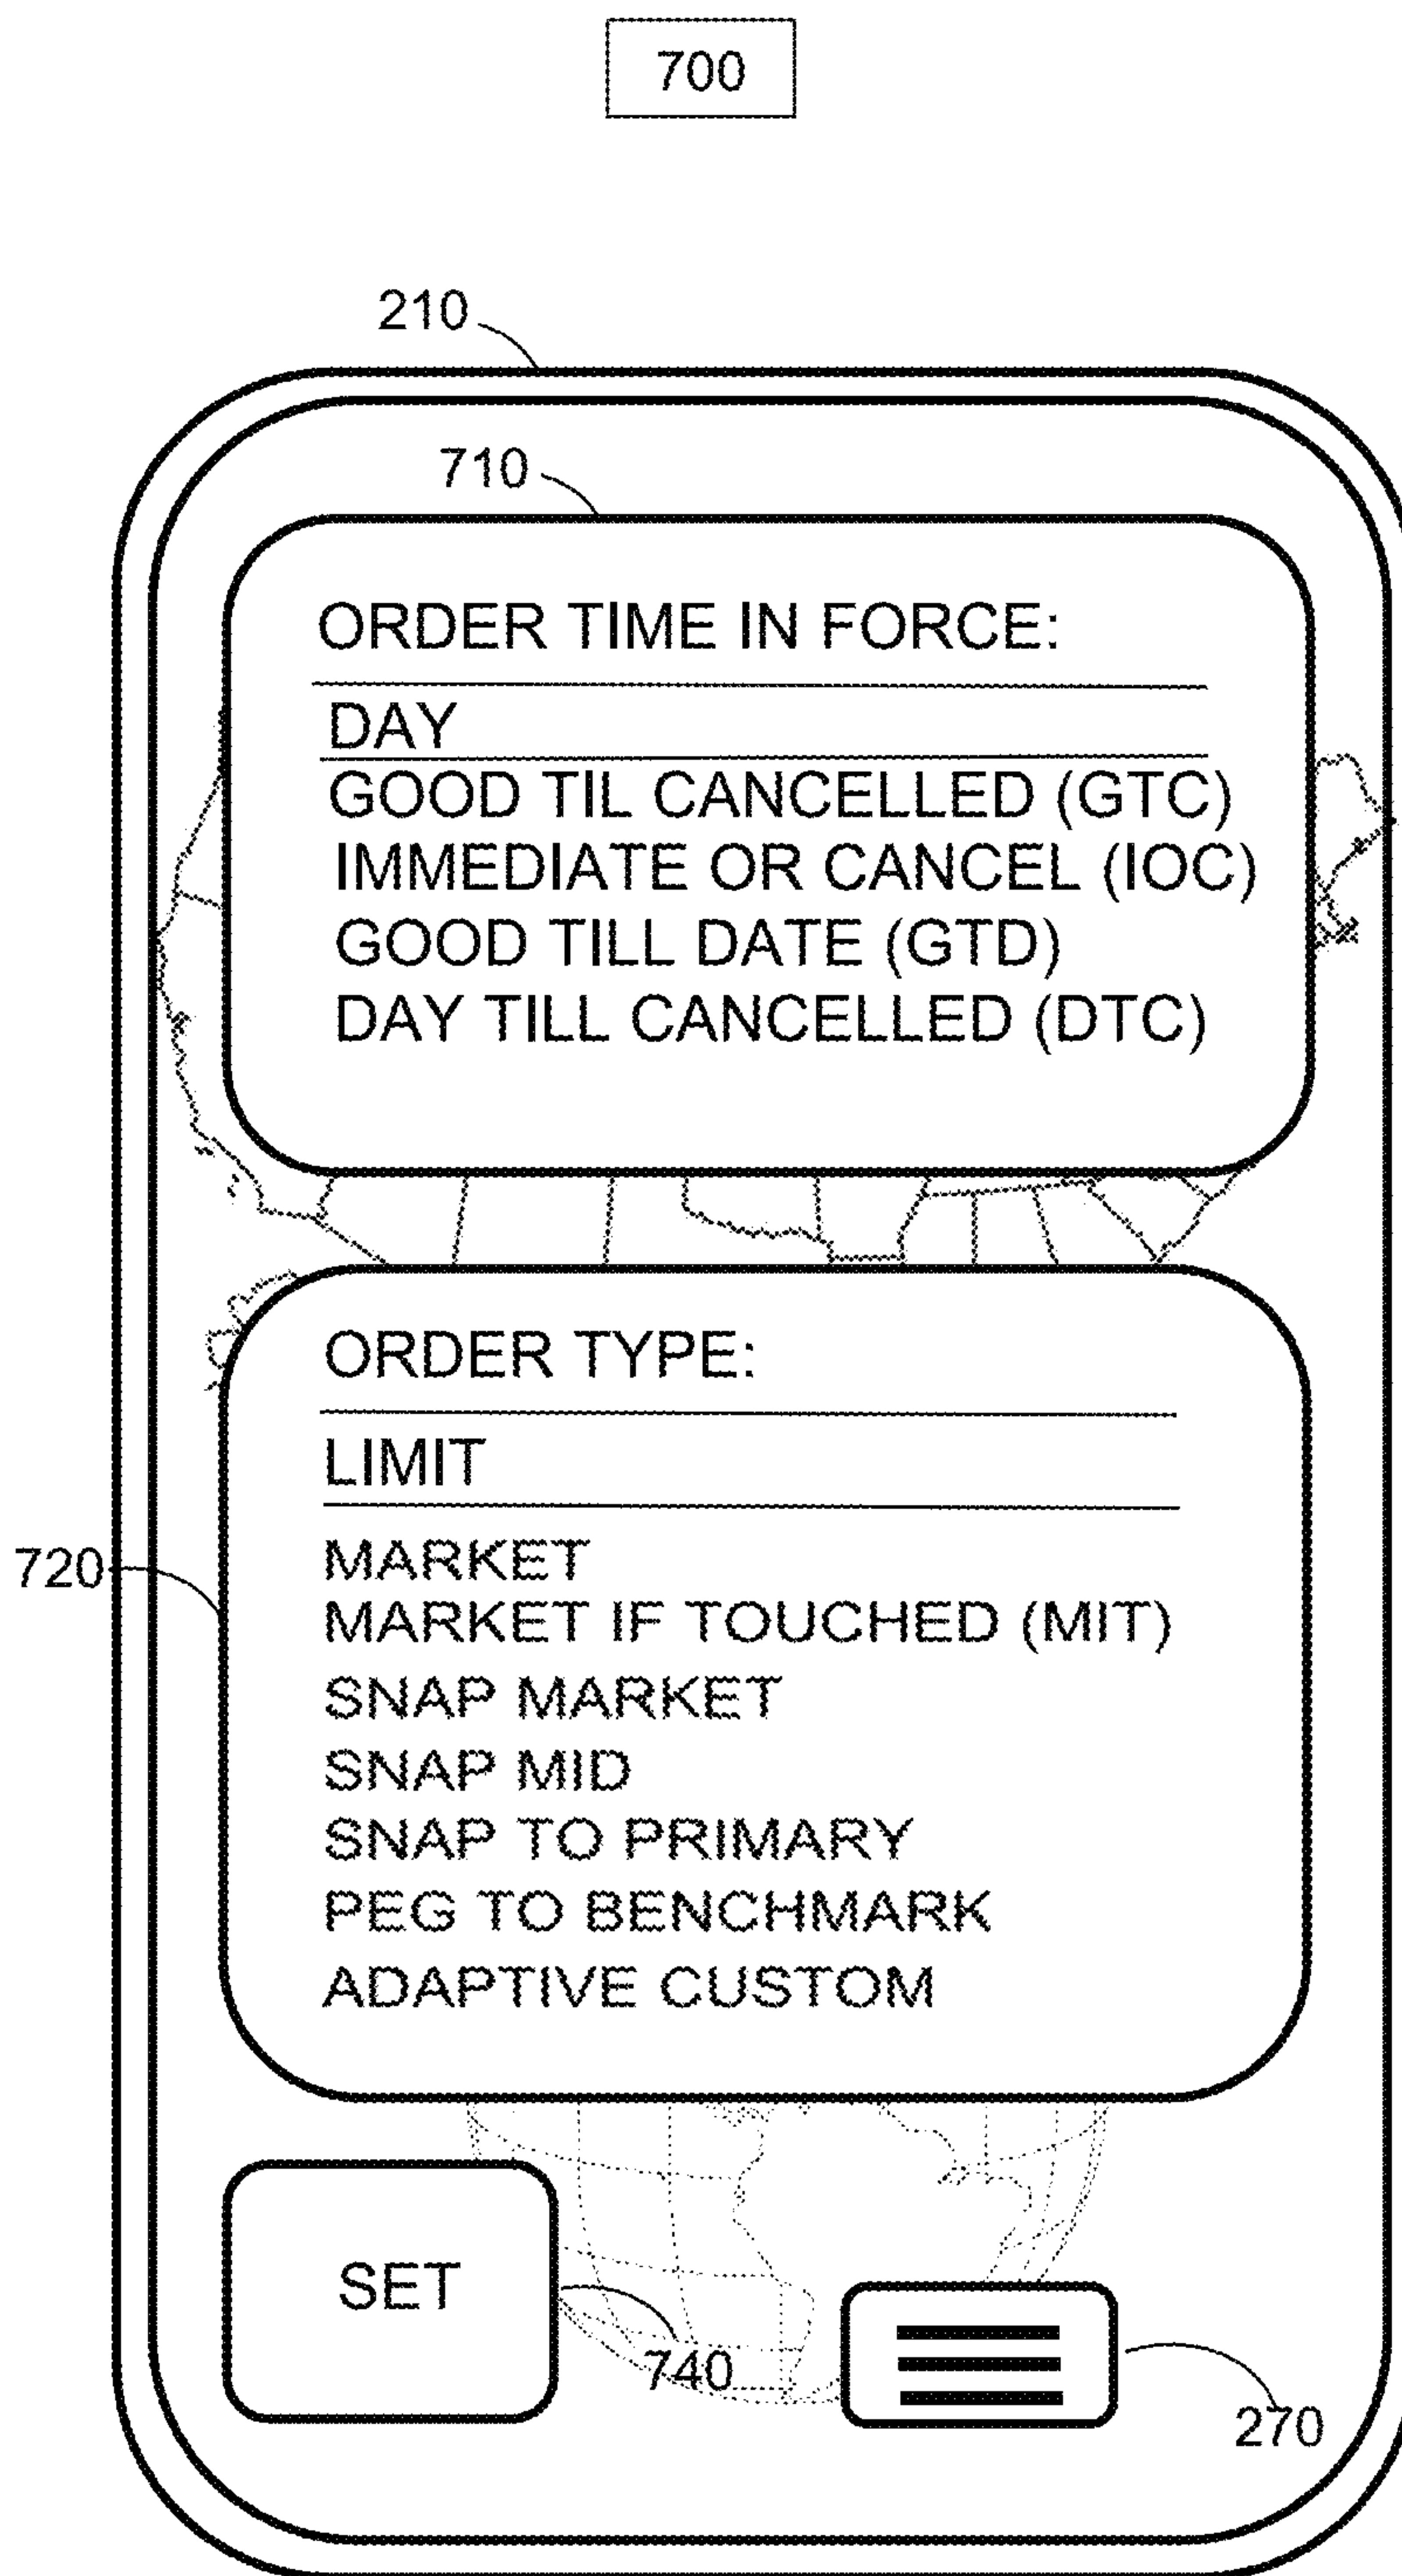 700
210
710
ORDER TIME IN FORCE:
DAY
GOOD TIL CANCELLED (GTC)
IMMEDIATE OR CANCEL (IOC)
GOOD TILL DATE (GTD)
DAY TILL CANCELLED (DTC)
ORDER TYPE:
LIMIT
720
MARKET
MARKET IF TOUCHED (MIT)
SNAP MARKET
SNAP MID
SNAP TO PRIMARY
PEG TO BENCHMARK
ADAPTIVE CUSTOM
SET
740
270